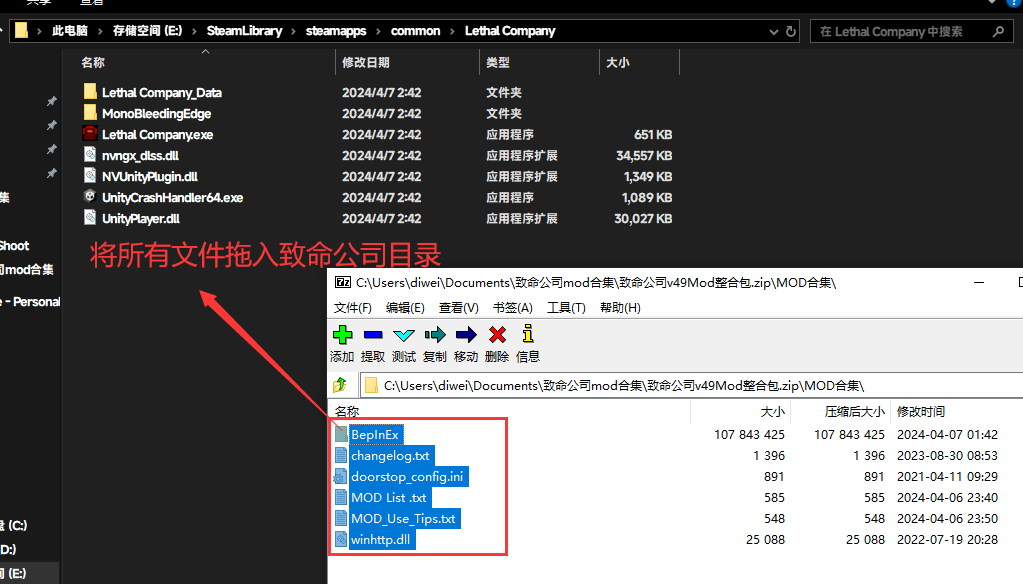 共享 查看
此电脑 › 存储空间 (E:) › SteamLibrary › steamapps › common › Lethal Company
在 Lethal Company 中搜索
名称 修改日期 类型 大小
Lethal Company_Data 2024/4/7 2:42 文件夹
MonoBleedingEdge 2024/4/7 2:42 文件夹
Lethal Company.exe 2024/4/7 2:42 应用程序 651 KB
nvngx_dlss.dll 2024/4/7 2:42 应用程序扩展 34,557 KB
NVUnityPlugin.dll 2024/4/7 2:42 应用程序扩展 1,349 KB
集 UnityCrashHandler64.exe 2024/4/7 2:42 应用程序 1,089 KB
UnityPlayer.dll 2024/4/7 2:42 应用程序扩展 30,027 KB
Shoot
将所有文件拖入致命公司目录
司mod合集
e - Personal
C:\Users\diwei\Documents\致命公司mod合集\致命公司v49Mod整合包.zip\MOD合集\
文件(F) 编辑(E) 查看(V) 书签(A) 工具(T) 帮助(H)
添加 提取 测试 复制 移动 删除 信息
C:\Users\diwei\Documents\致命公司mod合集\致命公司v49Mod整合包.zip\MOD合集\
名称 大小 压缩后大小 修改时间
BepInEx 107 843 425 107 843 425 2024-04-07 01:42
changelog.txt 1 396 1 396 2023-08-30 08:53
doorstop_config.ini 891 891 2021-04-11 09:29
MOD List .txt 585 585 2024-04-06 23:40
MOD_Use_Tips.txt 548 548 2024-04-06 23:50
winhttp.dll 25 088 25 088 2022-07-19 20:28
盘 (C:)
D:)
间 (E:)